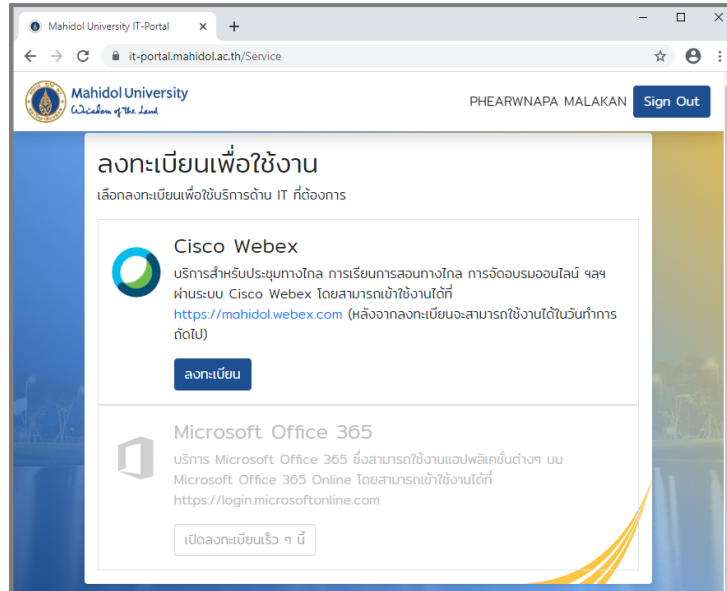 Mahidol University IT-Portal
it-portal.mahidol.ac.th/Service
Mahidol University
Wisdom of the Land
PHEARWNAPA MALAKAN
Sign Out
ลงทะเบียนเพื่อใช้งาน
เลือกลงทะเบียนเพื่อใช้บริการด้าน IT ที่ต้องการ
Cisco Webex
บริการสำหรับประชุมทางไกล การเรียนการสอนทางไกล การจัดอบรมออนไลน์ ฯลฯ
ผ่านระบบ Cisco Webex โดยสามารถเข้าใช้งานได้ที่
https://mahidol.webex.com (หลังจากลงทะเบียนจะสามารถใช้งานได้ในวันทำการ
ถัดไป)
ลงทะเบียน
Microsoft Office 365
บริการ Microsoft Office 365 ซึ่งสามารถใช้งานแอปพลิเคชั่นต่างๆ บน
Microsoft Office 365 Online โดยสามารถเข้าใช้งานได้ที่
https://login.microsoftonline.com
เปิดลงทะเบียนเร็ว ๆ นี้